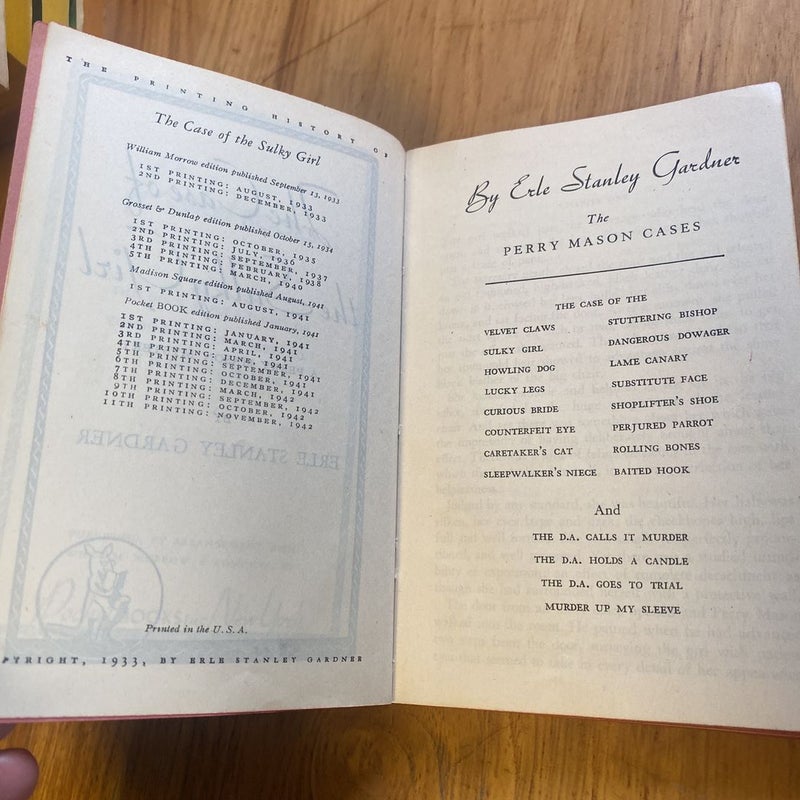 THE PRINTING HISTORY OF
The Case of the Sulky Girl
William Morrow edition published September 13, 1933
1ST PRINTING: AUGUST, 1933
2ND PRINTING: DECEMBER, 1933
Grosset & Dunlap edition published October 15, 1934
1ST PRINTING: OCTOBER, 1935
2ND PRINTING: JULY, 1936
3RD PRINTING: SEPTEMBER, 1937
4TH PRINTING: FEBRUARY, 1938
5TH PRINTING: MARCH, 1940
Madison Square edition published August, 1941
1ST PRINTING: AUGUST, 1941
Pocket BOOK edition published January, 1941
1ST PRINTING: JANUARY, 1941
2ND PRINTING: MARCH, 1941
3RD PRINTING: APRIL, 1941
4TH PRINTING: JUNE, 1941
5TH PRINTING: SEPTEMBER, 1941
6TH PRINTING: OCTOBER, 1941
7TH PRINTING: DECEMBER, 1941
8TH PRINTING: MARCH, 1942
9TH PRINTING: SEPTEMBER, 1942
10TH PRINTING: OCTOBER, 1942
11TH PRINTING: NOVEMBER, 1942
Printed in the U. S. A.
PYRIGHT, 1933, BY ERLE STANLEY GARDNER
By Erle Stanley Gardner
The
PERRY MASON CASES
THE CASE OF THE
VELVET CLAWS
SULKY GIRL
HOWLING DOG
LUCKY LEGS
CURIOUS BRIDE
COUNTERFEIT EYE
CARETAKER'S CAT
SLEEPWALKER'S NIECE
STUTTERING BISHOP
DANGEROUS DOWAGER
LAME CANARY
SUBSTITUTE FACE
SHOPLIFTER'S SHOE
PERJURED PARROT
ROLLING BONES
BAITED HOOK
And
THE D.A. CALLS IT MURDER
THE D.A. HOLDS A CANDLE
THE D.A. GOES TO TRIAL
MURDER UP MY SLEEVE